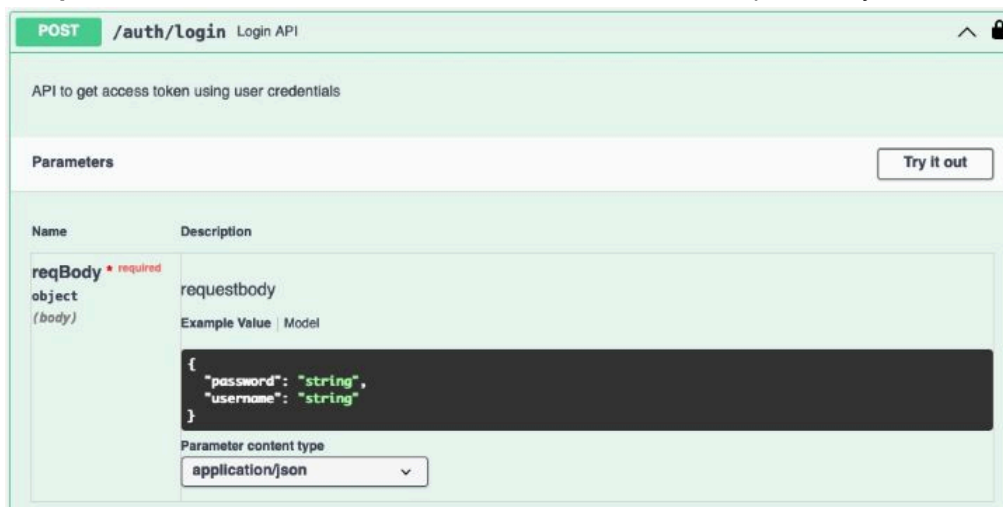 POST /auth/login Login API
API to get access token using user credentials
Parameters
Try it out
Name Description
reqBody * required
object
(body)
requestbody
Example Value | Model
{
"password": "string",
"username": "string"
}
Parameter content type
application/json